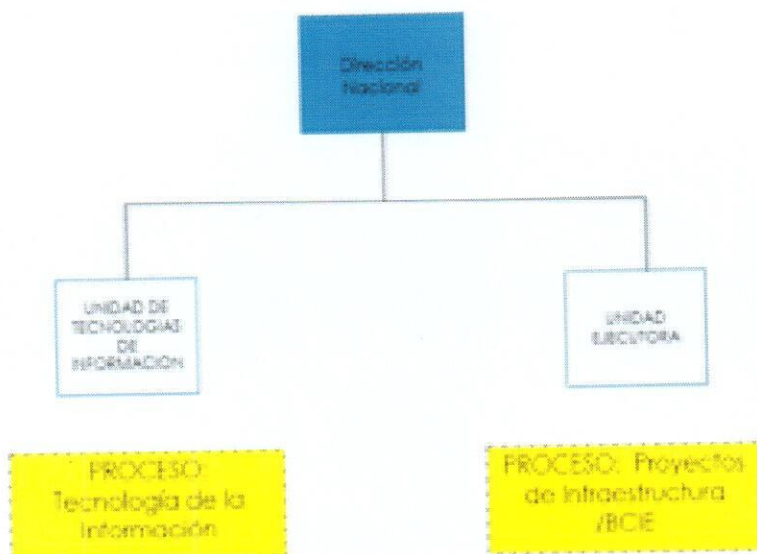 Dirección
Nacional
UNIDAD DE
TECNOLOGIAS
DE
INFORMACION
UNIDAD
EJECUTORA
PROCESO:
Tecnología de la
Información
PROCESO: Proyectos
de Infraestructura
/BCIE